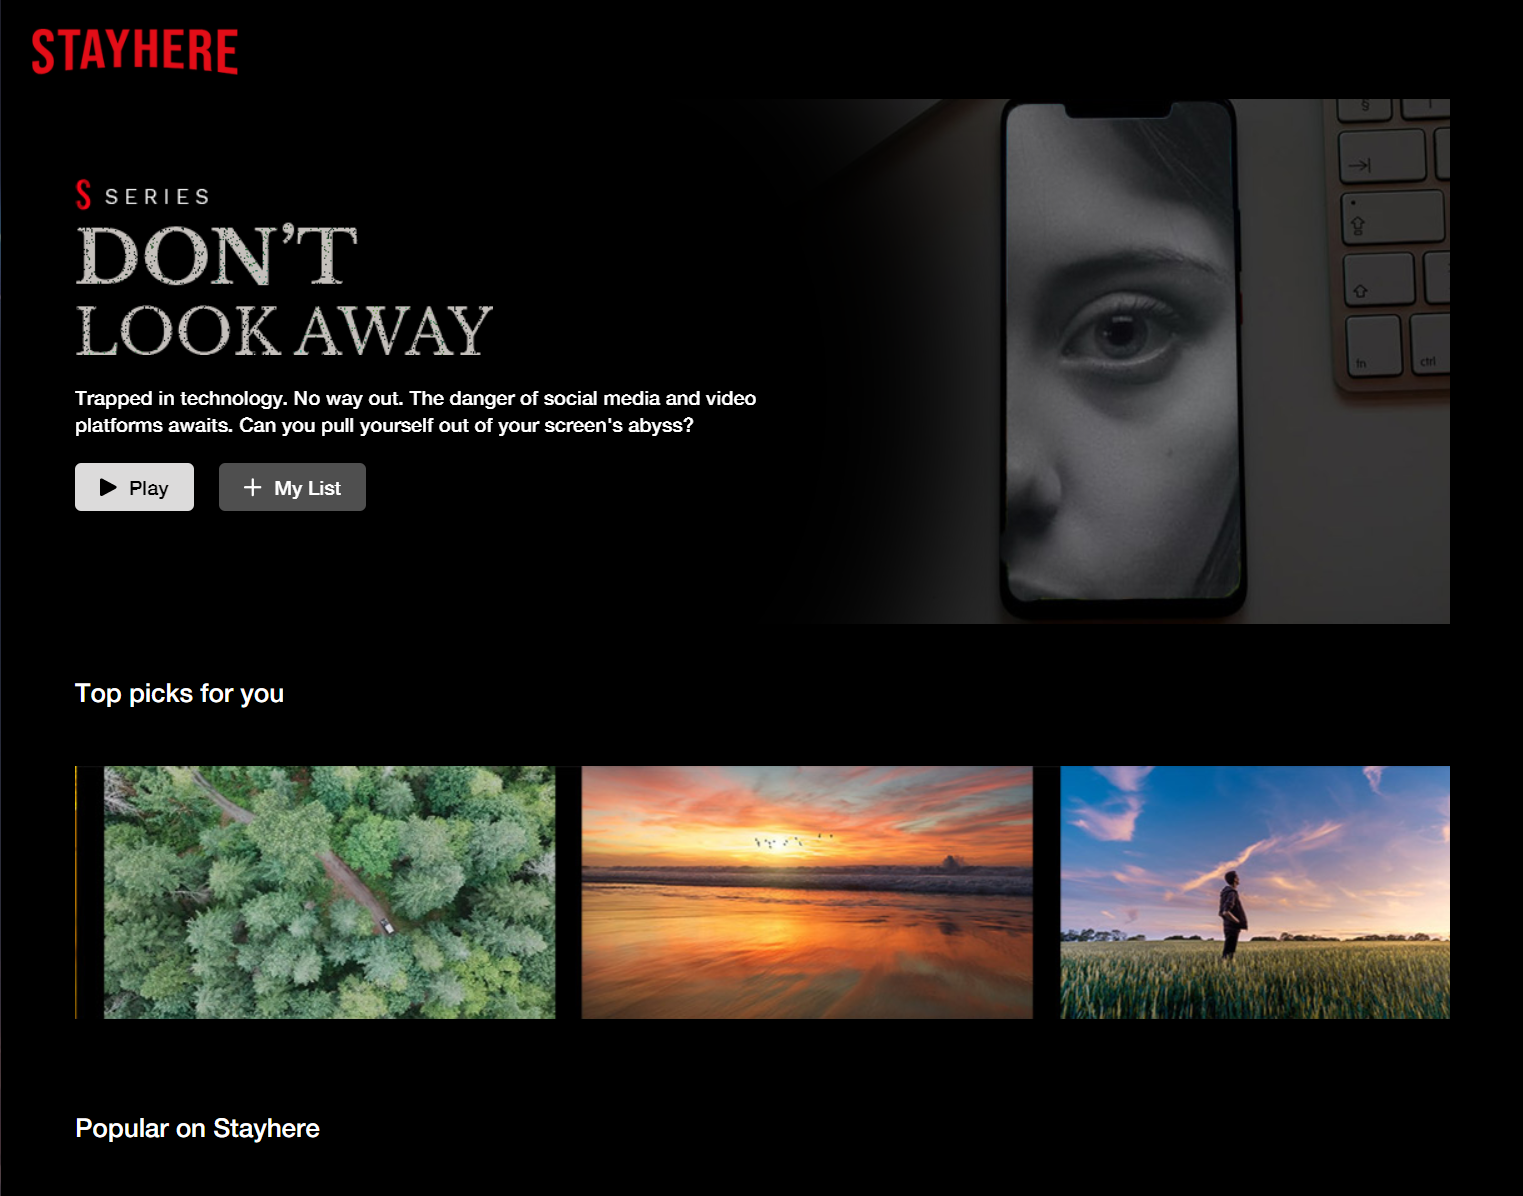 STAYHERE
S SERIES
DON'T
LOOK AWAY
Trapped in technology. No way out. The danger of social media and video
platforms awaits. Can you pull yourself out of your screen's abyss?
Play
My List
§
fn
ctrl
Top picks for you
Popular on Stayhere